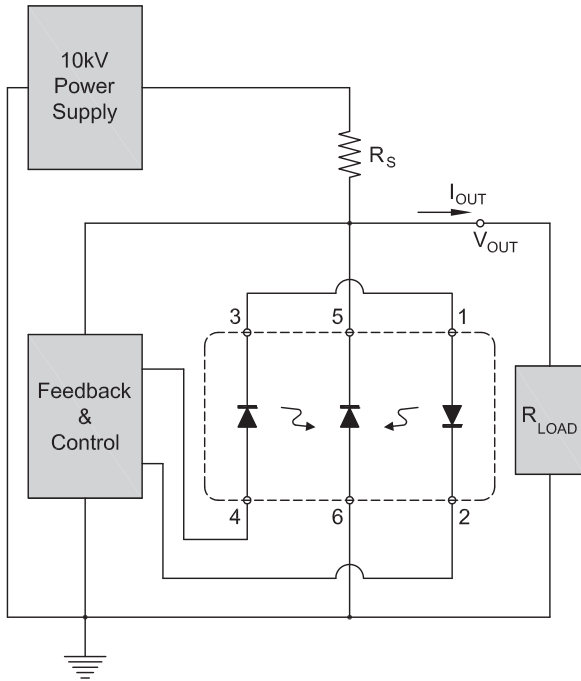 10kV
Power
Supply
R_S
I_OUT
V_OUT
3
5
1
Feedback
&
Control
R_LOAD
4
6
2